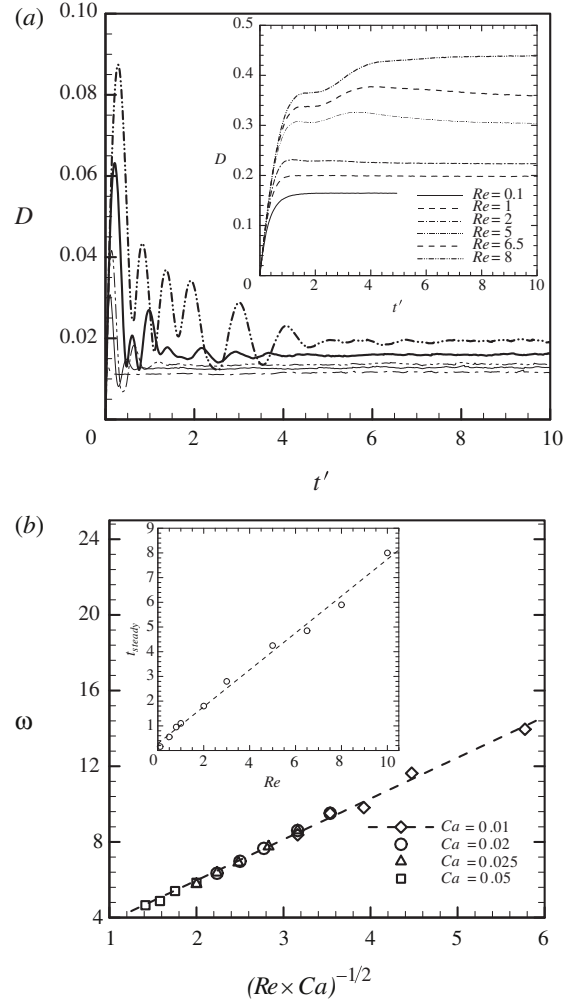 (a)
0.10
0.08
0.06
D
0.04
0.02
0
2
4
6
8
10
t′
0.5
0.4
0.3
D
0.2
0.1
0
2
4
6
8
10
t′
Re = 0.1
Re = 1
Re = 2
Re = 5
Re = 6.5
Re = 8
(b)
24
20
16
ω
12
8
4
1
2
3
4
5
6
(Re × Ca)⁻¹/²
9
8
7
6
5
t_steady
4
3
2
1
0
2
4
6
8
10
Re
Ca = 0.01
Ca = 0.02
Ca = 0.025
Ca = 0.05